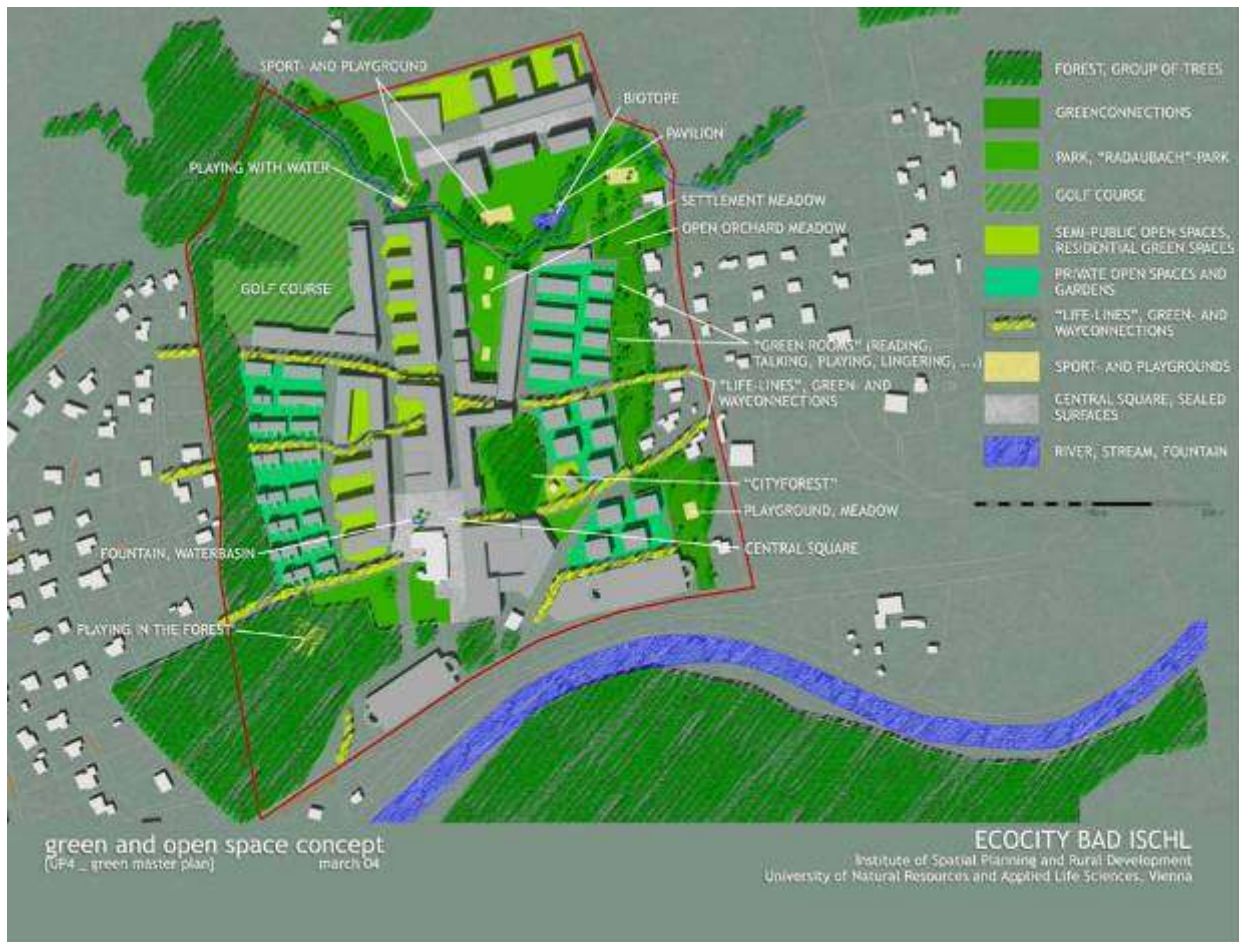 SPORT- AND PLAYGROUND
BIOTOPE
PAVILION
PLAYING WITH WATER
SETTLEMENT MEADOW
OPEN ORCHARD MEADOW
GOLF COURSE
"GREEN ROOMS" (READING,
TALKING, PLAYING, LINGERING, ...)
"LIFE-LINES", GREEN- AND
WAYCONNECTIONS
"CITYFOREST"
PLAYGROUND, MEADOW
FOUNTAIN, WATERBASIN
CENTRAL SQUARE
PLAYING IN THE FOREST
FOREST, GROUP OF TREES
GREENCONNECTIONS
PARK, "RADAUBACH"-PARK
GOLF COURSE
SEMI-PUBLIC OPEN SPACES,
RESIDENTIAL GREEN SPACES
PRIVATE OPEN SPACES AND
GARDENS
"LIFE-LINES", GREEN- AND
WAYCONNECTIONS
SPORT- AND PLAYGROUNDS
CENTRAL SQUARE, SEALED
SURFACES
RIVER, STREAM, FOUNTAIN
green and open space concept
(UP4 _ green master plan) march 04
ECOCITY BAD ISCHL
Institute of Spatial Planning and Rural Development
University of Natural Resources and Applied Life Sciences, Vienna